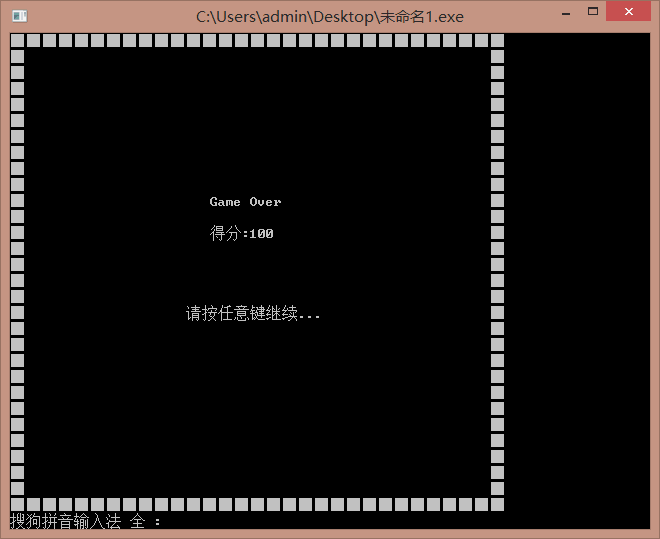 C:\Users\admin\Desktop\未命名1.exe
Game Over
得分:100
请按任意键继续...
搜狗拼音输入法 全 :